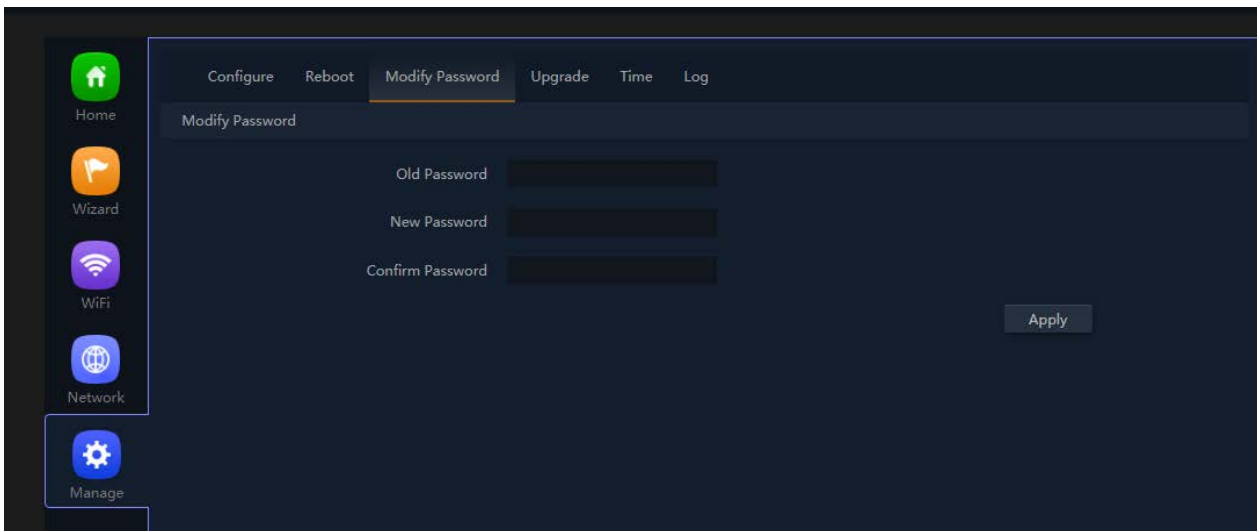 Home
Wizard
WiFi
Network
Manage
Configure Reboot Modify Password Upgrade Time Log
Modify Password
Old Password
New Password
Confirm Password
Apply